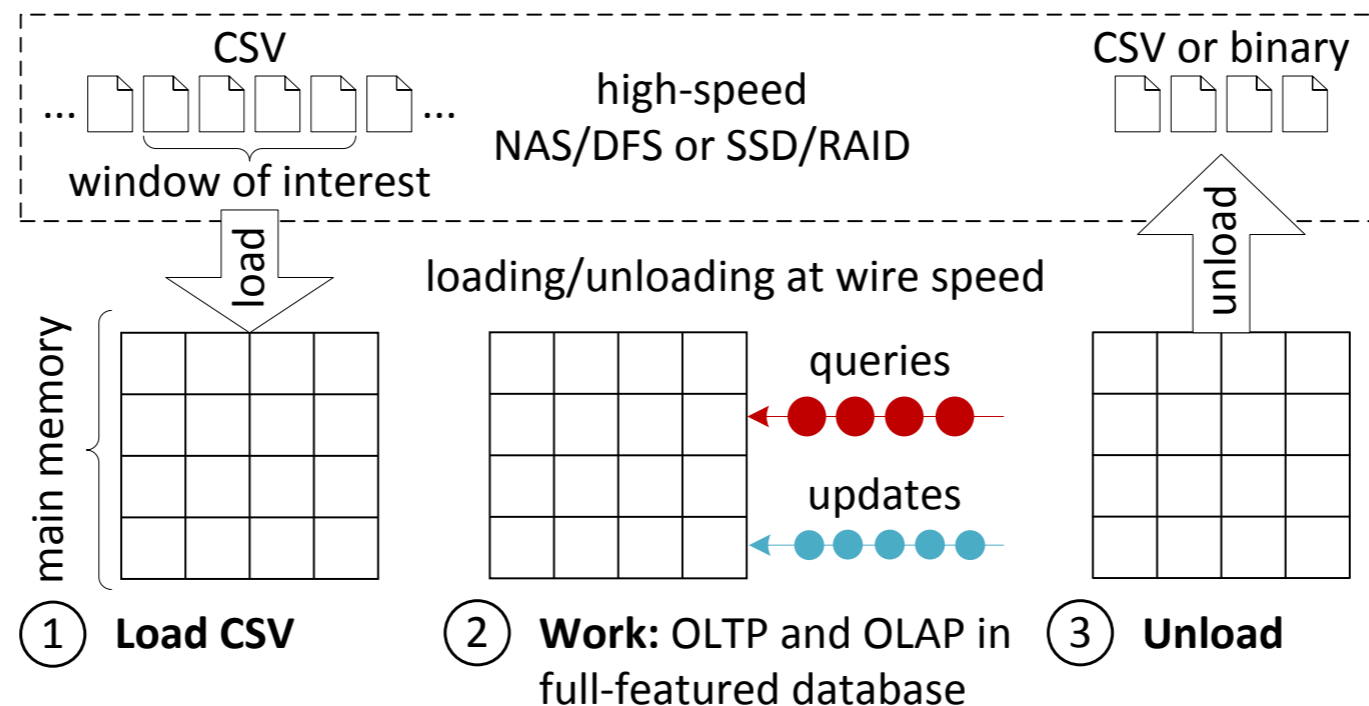 CSV
CSV or binary
... ...
high-speed
NAS/DFS or SSD/RAID
window of interest
load
unload
loading/unloading at wire speed
main memory
queries
updates
1 Load CSV
2 Work: OLTP and OLAP in
full-featured database
3 Unload